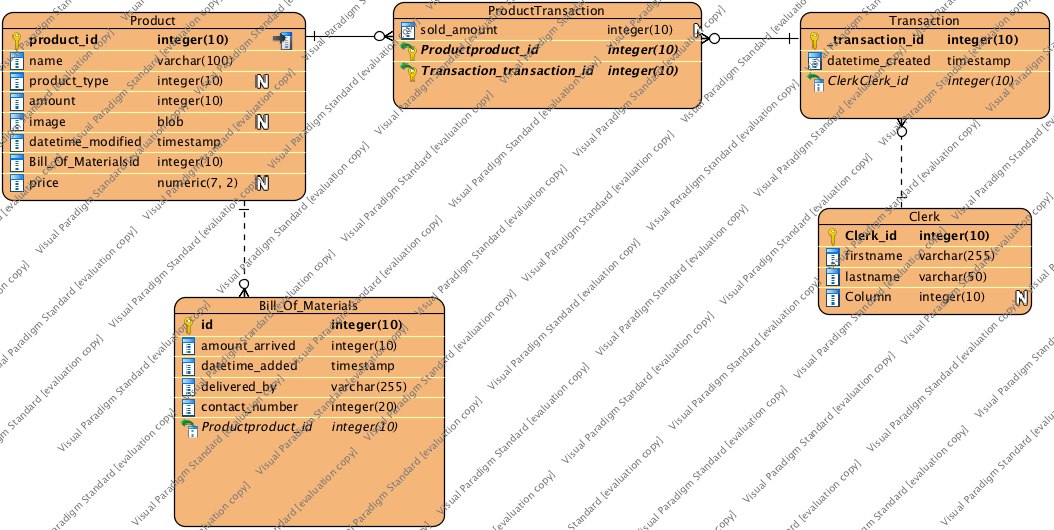 Product
product_id integer(10)
name varchar(100)
product_type integer(10) N
amount integer(10)
image blob N
datetime_modified timestamp
Bill_Of_MaterialsId integer(10)
price numeric(7, 2) N
ProductTransaction
sold_amount integer(10) N
Productproduct_id integer(10)
Transaction_transaction_id integer(10)
Transaction
_transaction_id integer(10)
datetime_created timestamp
ClerkClerk_id integer(10)
Clerk
Clerk_id integer(10)
firstname varchar(255)
lastname varchar(50)
Column integer(10) N
Bill_Of_Materials
id integer(10)
amount_arrived integer(10)
datetime_added timestamp
delivered_by varchar(255)
contact_number integer(20)
Productproduct_id integer(10)
Visual Paradigm Standard [evaluation copy]